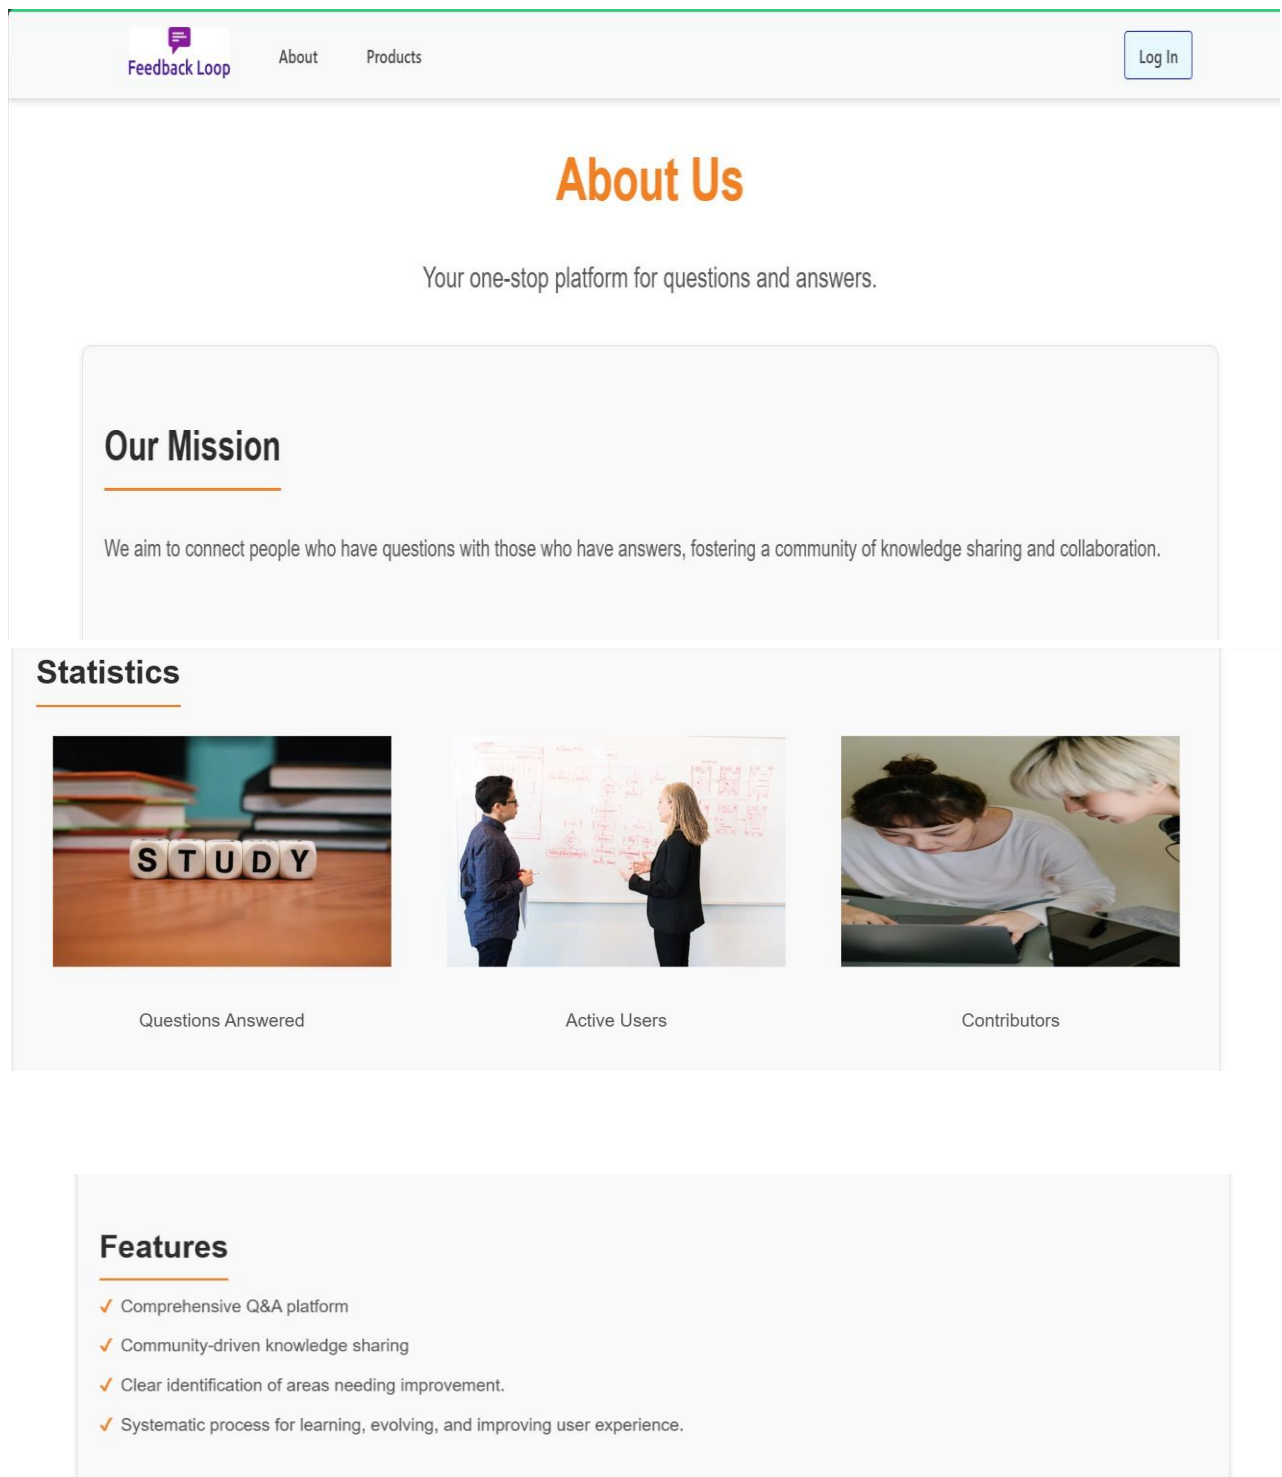 Feedback Loop
About
Products
Log In
About Us
Your one-stop platform for questions and answers.
Our Mission
We aim to connect people who have questions with those who have answers, fostering a community of knowledge sharing and collaboration.
Statistics
STUDY
Questions Answered
Active Users
Contributors
Features
✓ Comprehensive Q&A platform
✓ Community-driven knowledge sharing
✓ Clear identification of areas needing improvement.
✓ Systematic process for learning, evolving, and improving user experience.